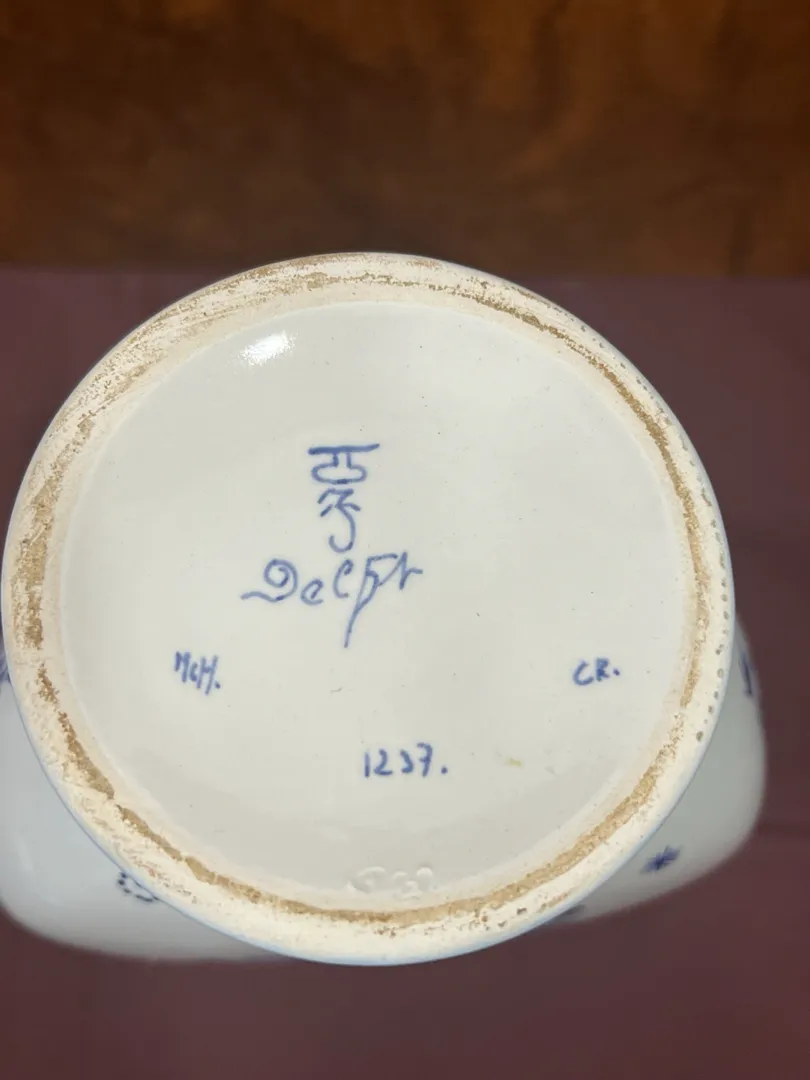 Delft
McH. CR.
1237.